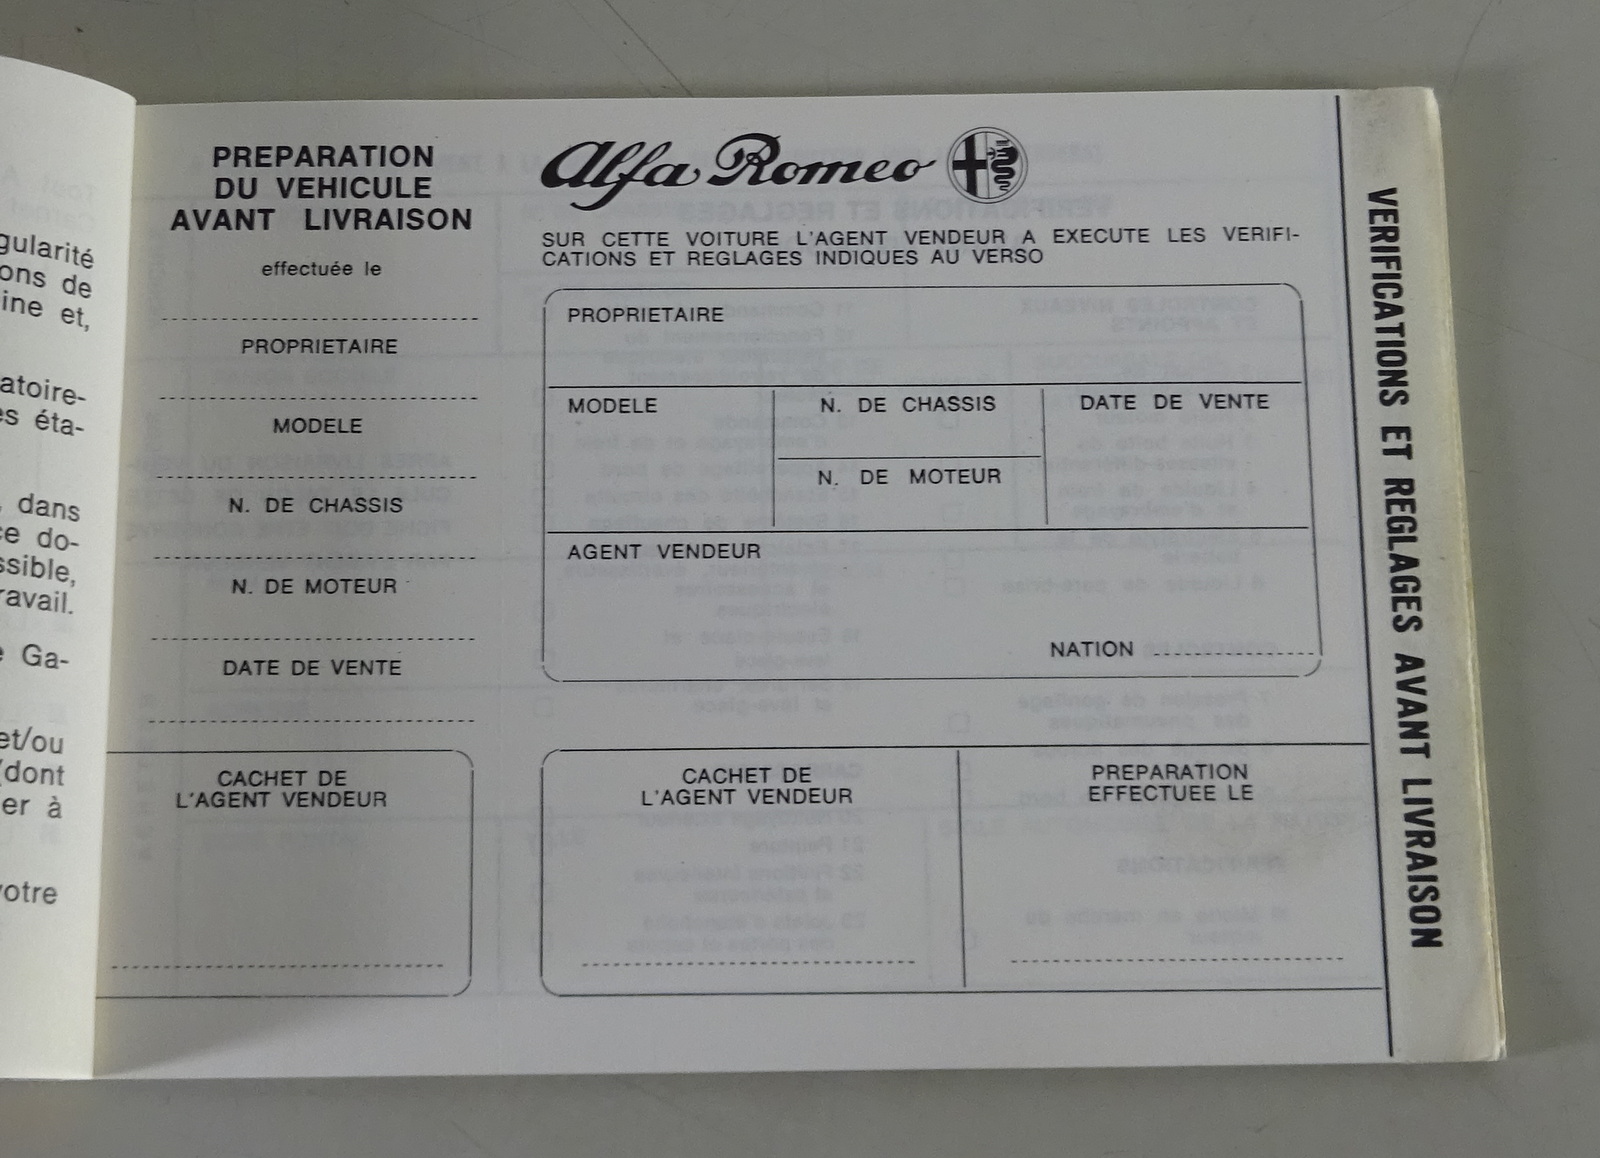 gularité
ons de
ine et,
atoire-
es éta-
, dans
ce do-
ssible,
ravail.
e Ga-
et/ou
(dont
er à
votre
PREPARATION
DU VEHICULE
AVANT LIVRAISON
effectuée le
PROPRIETAIRE
MODELE
N. DE CHASSIS
N. DE MOTEUR
DATE DE VENTE
CACHET DE
L'AGENT VENDEUR
Alfa Romeo
SUR CETTE VOITURE L'AGENT VENDEUR A EXECUTE LES VERIFI-
CATIONS ET REGLAGES INDIQUES AU VERSO
PROPRIETAIRE
MODELE
N. DE CHASSIS
DATE DE VENTE
N. DE MOTEUR
AGENT VENDEUR
NATION
CACHET DE
L'AGENT VENDEUR
PREPARATION
EFFECTUEE LE
VERIFICATIONS ET REGLAGES AVANT LIVRAISON